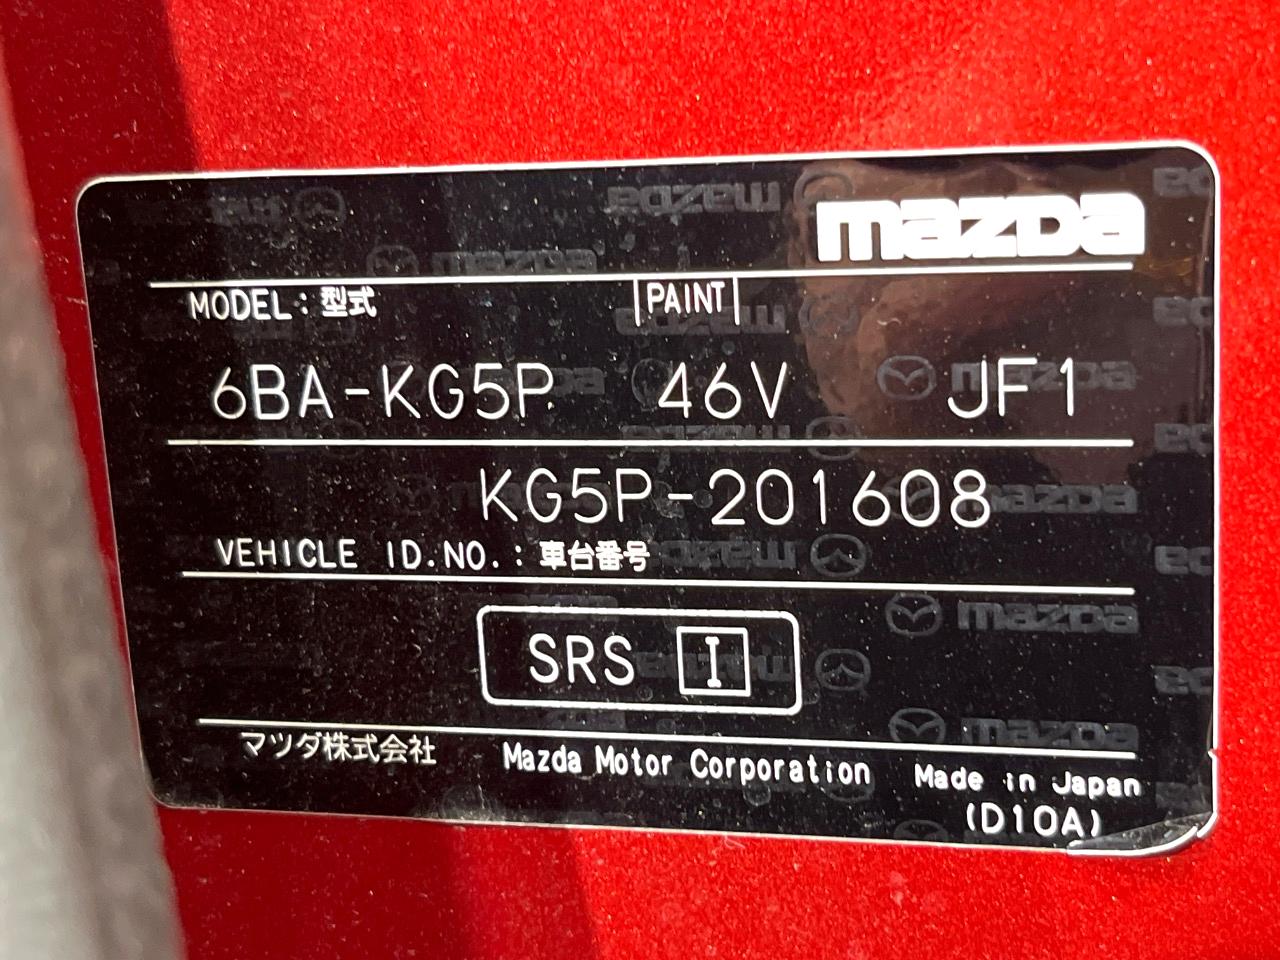 mazda
MODEL：型式 PAINT
6BA-KG5P 46V JF1
KG5P-201608
VEHICLE ID.NO.：車台番号
SRS I
マツダ株式会社 Mazda Motor Corporation Made in Japan
(D10A)